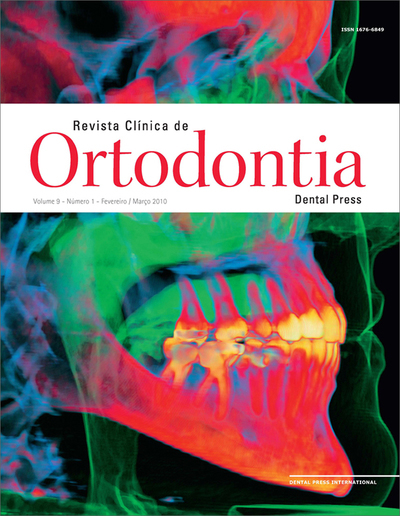 ISSN 1676-6849
Revista Clínica de
Ortodontia
Volume 9 – Número 1 – Fevereiro / Março 2010
Dental Press
DENTAL PRESS INTERNATIONAL